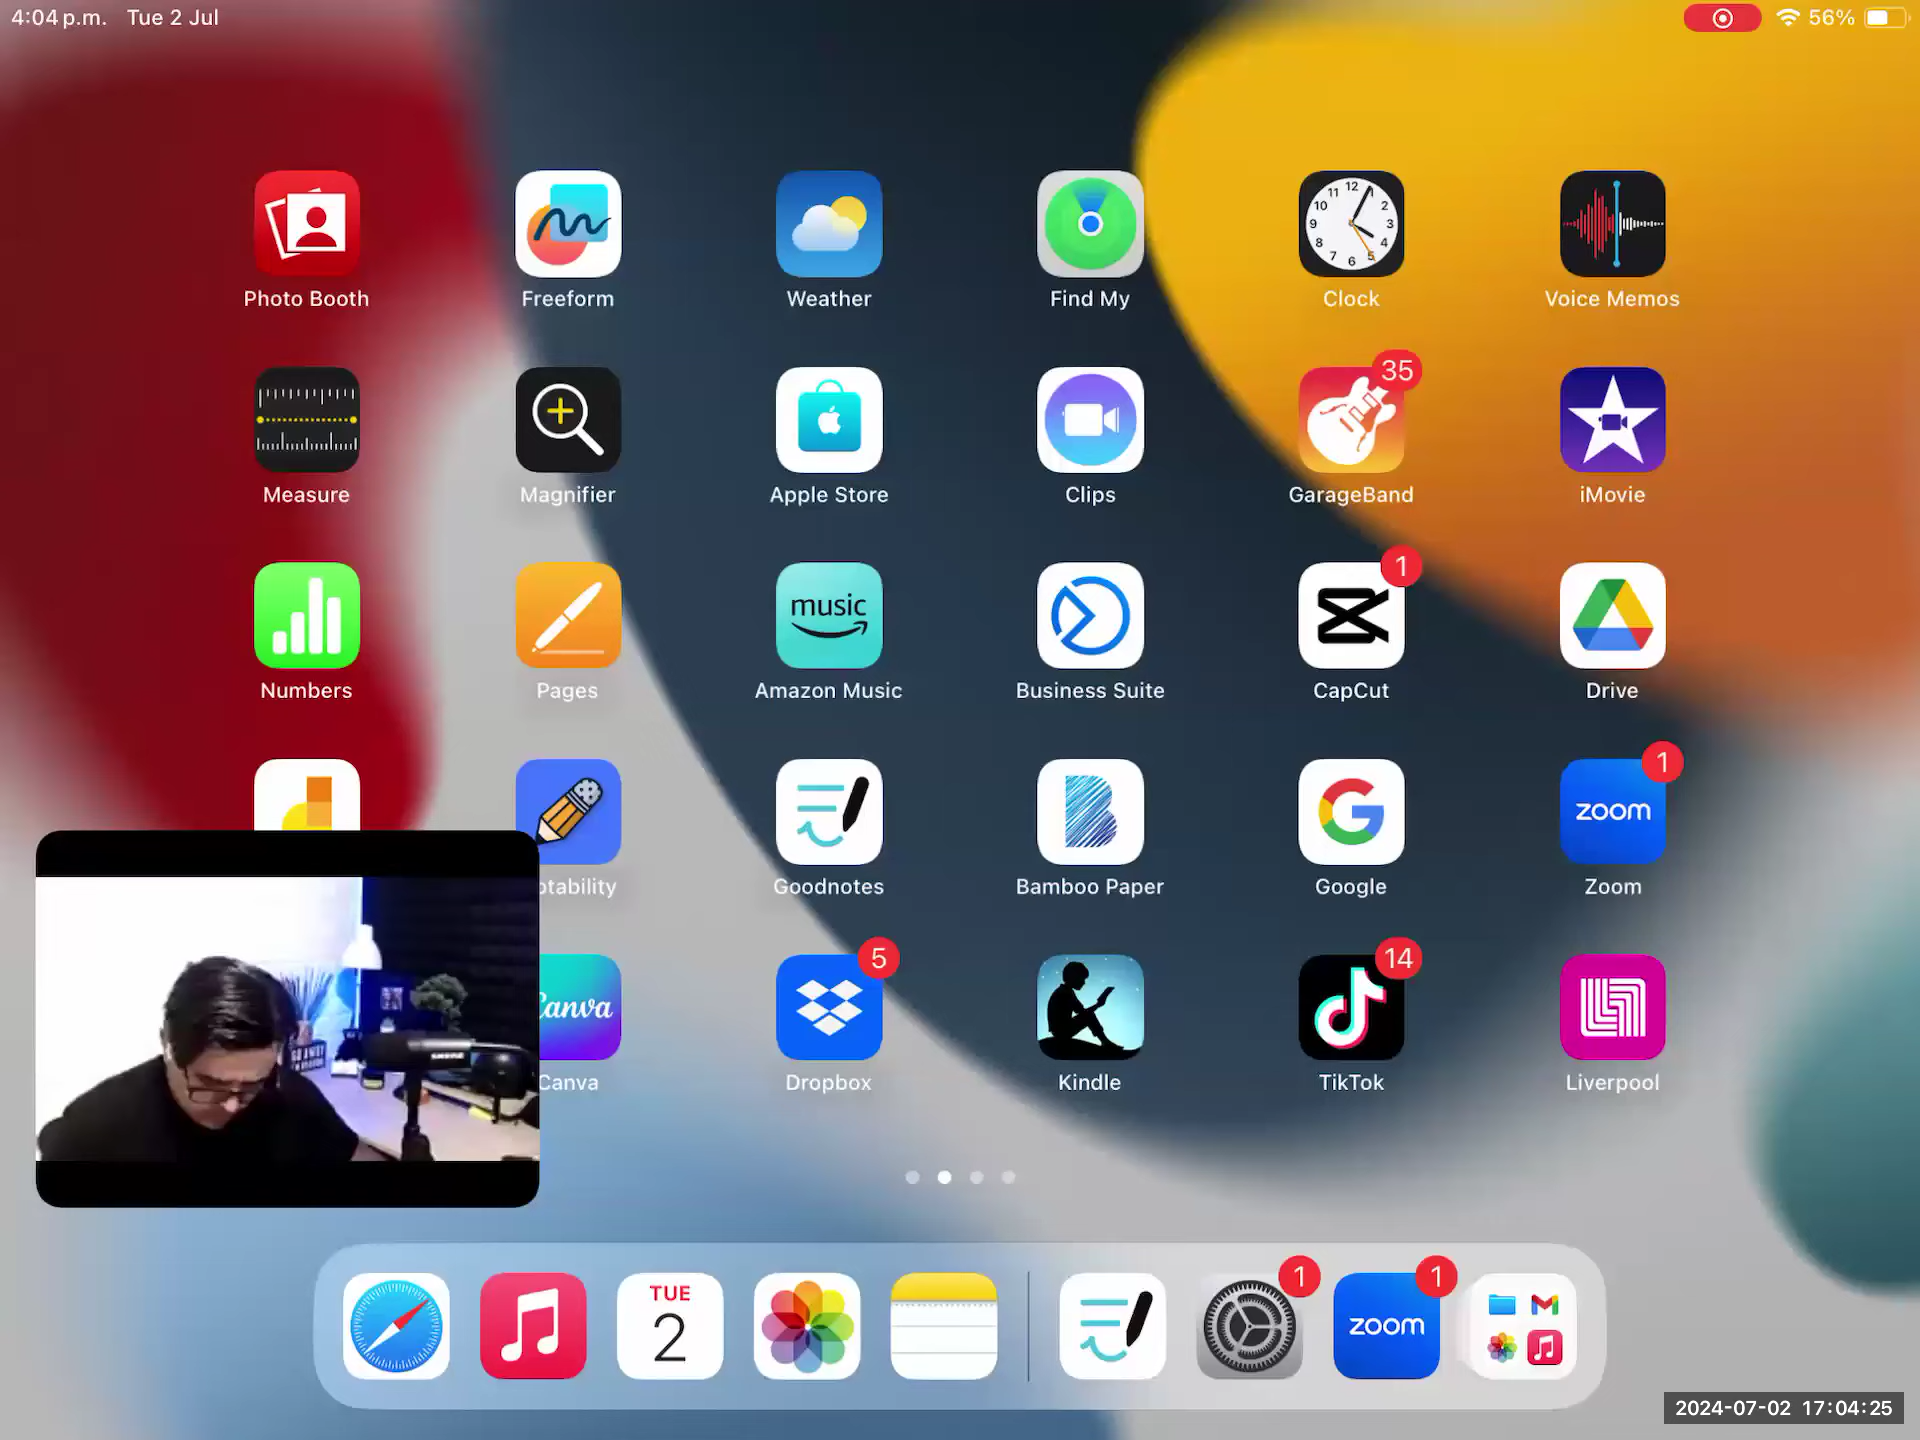 4:04 p.m. Tue 2 Jul
56%
12 1 2 3 4 5 6 7 8 9 10 11
Photo Booth
Freeform
Weather
Find My
Clock
Voice Memos
35
Measure
Magnifier
Apple Store
Clips
GarageBand
iMovie
music
1
Numbers
Pages
Amazon Music
Business Suite
CapCut
Drive
zoom
1
otability
Goodnotes
Bamboo Paper
Google
Zoom
Canva
5
14
Canva
Dropbox
Kindle
TikTok
Liverpool
SHURE
TUE
2
1
zoom
1
2024-07-02 17:04:25